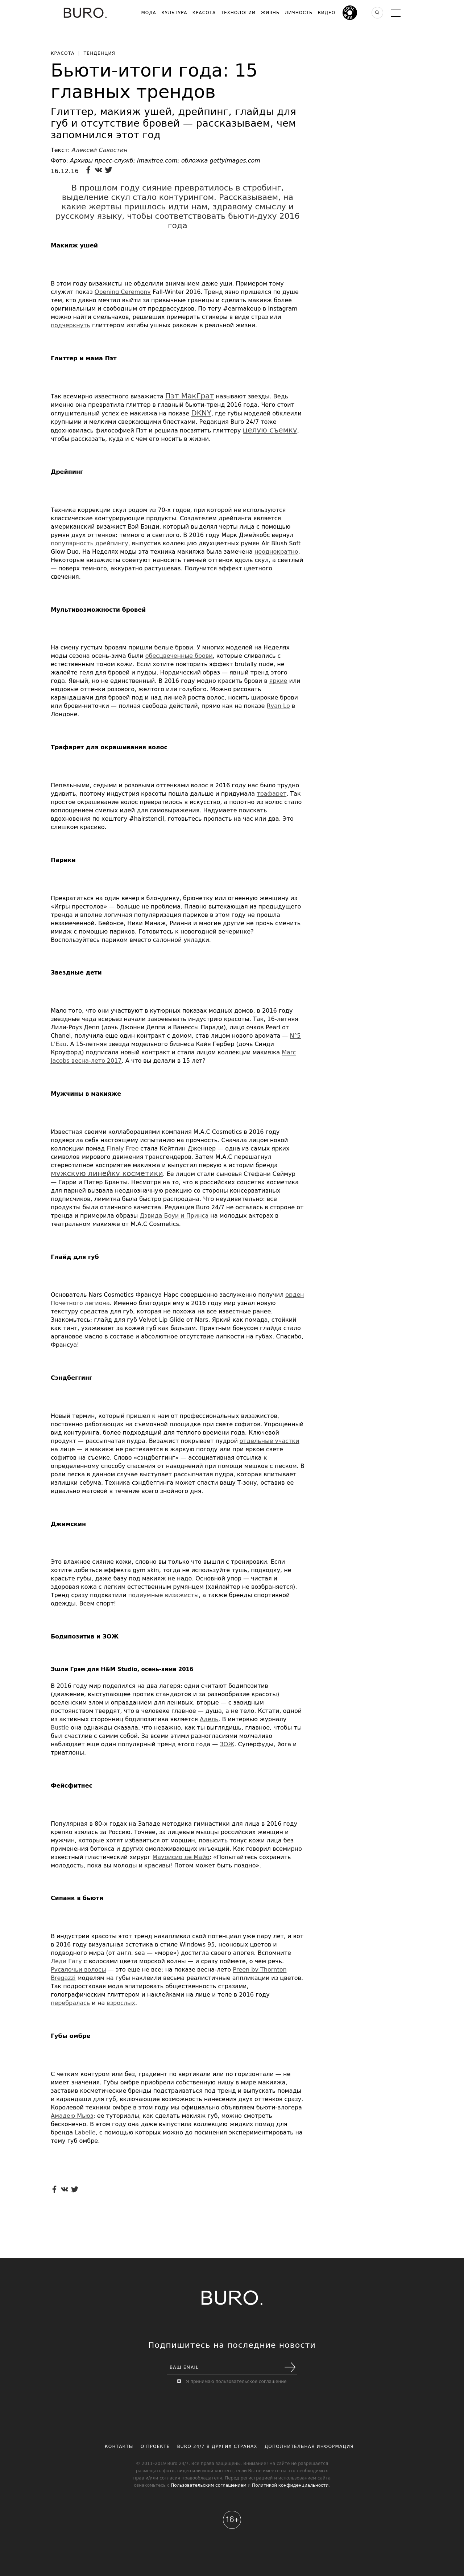 BURO.
МОДА КУЛЬТУРА КРАСОТА ТЕХНОЛОГИИ ЖИЗНЬ ЛИЧНОСТЬ ВИДЕО
КРАСОТА | ТЕНДЕНЦИЯ
Бьюти-итоги года: 15
главных трендов
Глиттер, макияж ушей, дрейпинг, глайды для
губ и отсутствие бровей — рассказываем, чем
запомнился этот год
Текст: Алексей Савостин
Фото: Архивы пресс-служб; Imaxtree.com; обложка gettyimages.com
16.12.16
В прошлом году сияние превратилось в стробинг,
выделение скул стало контурингом. Рассказываем, на
какие жертвы пришлось идти нам, здравому смыслу и
русскому языку, чтобы соответствовать бьюти-духу 2016
года
Макияж ушей
В этом году визажисты не обделили вниманием даже уши. Примером тому
служит показ Opening Ceremony Fall-Winter 2016. Тренд явно пришелся по душе
тем, кто давно мечтал выйти за привычные границы и сделать макияж более
оригинальным и свободным от предрассудков. По тегу #earmakeup в Instagram
можно найти смельчаков, решивших примерить стикеры в виде страз или
подчеркнуть глиттером изгибы ушных раковин в реальной жизни.
Глиттер и мама Пэт
Так всемирно известного визажиста Пэт МакГрат называют звезды. Ведь
именно она превратила глиттер в главный бьюти-тренд 2016 года. Чего стоит
оглушительный успех ее макияжа на показе DKNY, где губы моделей обклеили
крупными и мелкими сверкающими блестками. Редакция Buro 24/7 тоже
вдохновилась философией Пэт и решила посвятить глиттеру целую съемку,
чтобы рассказать, куда и с чем его носить в жизни.
Дрейпинг
Техника коррекции скул родом из 70-х годов, при которой не используются
классические контурирующие продукты. Создателем дрейпинга является
американский визажист Вэй Бэнди, который выделял черты лица с помощью
румян двух оттенков: темного и светлого. В 2016 году Марк Джейкобс вернул
популярность дрейпингу, выпустив коллекцию двухцветных румян Air Blush Soft
Glow Duo. На Неделях моды эта техника макияжа была замечена неоднократно.
Некоторые визажисты советуют наносить темный оттенок вдоль скул, а светлый
— поверх темного, аккуратно растушевав. Получится эффект цветного
свечения.
Мультивозможности бровей
На смену густым бровям пришли белые брови. У многих моделей на Неделях
моды сезона осень-зима были обесцвеченные брови, которые сливались с
естественным тоном кожи. Если хотите повторить эффект brutally nude, не
жалейте геля для бровей и пудры. Нордический образ — явный тренд этого
года. Явный, но не единственный. В 2016 году модно красить брови в яркие или
нюдовые оттенки розового, желтого или голубого. Можно рисовать
карандашами для бровей под и над линией роста волос, носить широкие брови
или брови-ниточки — полная свобода действий, прямо как на показе Ryan Lo в
Лондоне.
Трафарет для окрашивания волос
Пепельными, седыми и розовыми оттенками волос в 2016 году нас было трудно
удивить, поэтому индустрия красоты пошла дальше и придумала трафарет. Так
простое окрашивание волос превратилось в искусство, а полотно из волос стало
воплощением смелых идей для самовыражения. Надумаете поискать
вдохновения по хештегу #hairstencil, готовьтесь пропасть на час или два. Это
слишком красиво.
Парики
Превратиться на один вечер в блондинку, брюнетку или огненную женщину из
«Игры престолов» — больше не проблема. Плавно вытекающая из предыдущего
тренда и вполне логичная популяризация париков в этом году не прошла
незамеченной. Бейонсе, Ники Минаж, Рианна и многие другие не прочь сменить
имидж с помощью париков. Готовитесь к новогодней вечеринке?
Воспользуйтесь париком вместо салонной укладки.
Звездные дети
Мало того, что они участвуют в кутюрных показах модных домов, в 2016 году
звездные чада всерьез начали завоевывать индустрию красоты. Так, 16-летняя
Лили-Роуз Депп (дочь Джонни Деппа и Ванессы Паради), лицо очков Pearl от
Chanel, получила еще один контракт с домом, став лицом нового аромата — N°5
L'Eau. А 15-летняя звезда модельного бизнеса Кайя Гербер (дочь Синди
Кроуфорд) подписала новый контракт и стала лицом коллекции макияжа Marc
Jacobs весна-лето 2017. А что вы делали в 15 лет?
Мужчины в макияже
Известная своими коллаборациями компания M.A.C Cosmetics в 2016 году
подвергла себя настоящему испытанию на прочность. Сначала лицом новой
коллекции помад Finaly Free стала Кейтлин Дженнер — одна из самых ярких
символов мирового движения трансгендеров. Затем M.A.C перешагнул
стереотипное восприятие макияжа и выпустил первую в истории бренда
мужскую линейку косметики. Ее лицом стали сыновья Стефани Сеймур
— Гарри и Питер Бранты. Несмотря на то, что в российских соцсетях косметика
для парней вызвала неоднозначную реакцию со стороны консервативных
подписчиков, лимитка была быстро распродана. Что неудивительно: все
продукты были отличного качества. Редакция Buro 24/7 не осталась в стороне от
тренда и примерила образы Дэвида Боуи и Принса на молодых актерах в
театральном макияже от M.A.C Cosmetics.
Глайд для губ
Основатель Nars Cosmetics Франсуа Нарс совершенно заслуженно получил орден
Почетного легиона. Именно благодаря ему в 2016 году мир узнал новую
текстуру средства для губ, которая не похожа на все известные ранее.
Знакомьтесь: глайд для губ Velvet Lip Glide от Nars. Яркий как помада, стойкий
как тинт, ухаживает за кожей губ как бальзам. Приятным бонусом глайда стало
аргановое масло в составе и абсолютное отсутствие липкости на губах. Спасибо,
Франсуа!
Сэндбеггинг
Новый термин, который пришел к нам от профессиональных визажистов,
постоянно работающих на съемочной площадке при свете софитов. Упрощенный
вид контуринга, более подходящий для теплого времени года. Ключевой
продукт — рассыпчатая пудра. Визажист покрывает пудрой отдельные участки
на лице — и макияж не растекается в жаркую погоду или при ярком свете
софитов на съемке. Слово «сэндбеггинг» — ассоциативная отсылка к
определенному способу спасения от наводнений при помощи мешков с песком. В
роли песка в данном случае выступает рассыпчатая пудра, которая впитывает
излишки себума. Техника сэндбеггинга может спасти вашу Т-зону, оставив ее
идеально матовой в течение всего знойного дня.
Джимскин
Это влажное сияние кожи, словно вы только что вышли с тренировки. Если
хотите добиться эффекта gym skin, тогда не используйте тушь, подводку, не
красьте губы, даже базу под макияж не надо. Основной упор — чистая и
здоровая кожа с легким естественным румянцем (хайлайтер не возбраняется).
Тренд сразу подхватили подиумные визажисты, а также бренды спортивной
одежды. Всем спорт!
Бодипозитив и ЗОЖ
Эшли Грэм для H&M Studio, осень-зима 2016
В 2016 году мир поделился на два лагеря: одни считают бодипозитив
(движение, выступающее против стандартов и за разнообразие красоты)
вселенским злом и оправданием для ленивых, вторые — с завидным
постоянством твердят, что в человеке главное — душа, а не тело. Кстати, одной
из активных сторонниц бодипозитива является Адель. В интервью журналу
Bustle она однажды сказала, что неважно, как ты выглядишь, главное, чтобы ты
был счастлив с самим собой. За всеми этими разногласиями молчаливо
наблюдает еще один популярный тренд этого года — ЗОЖ. Суперфуды, йога и
триатлоны.
Фейсфитнес
Популярная в 80-х годах на Западе методика гимнастики для лица в 2016 году
крепко взялась за Россию. Точнее, за лицевые мышцы российских женщин и
мужчин, которые хотят избавиться от морщин, повысить тонус кожи лица без
применения ботокса и других омолаживающих инъекций. Как говорил всемирно
известный пластический хирург Маурисио де Майо: «Попытайтесь сохранить
молодость, пока вы молоды и красивы! Потом может быть поздно».
Сипанк в бьюти
В индустрии красоты этот тренд накапливал свой потенциал уже пару лет, и вот
в 2016 году визуальная эстетика в стиле Windows 95, неоновых цветов и
подводного мира (от англ. sea — «море») достигла своего апогея. Вспомните
Леди Гагу с волосами цвета морской волны — и сразу поймете, о чем речь.
Русалочьи волосы — это еще не все: на показе весна-лето Preen by Thornton
Bregazzi моделям на губы наклеили весьма реалистичные аппликации из цветов.
Так подростковая мода эпатировать общественность стразами,
голографическим глиттером и наклейками на лице и теле в 2016 году
перебралась и на взрослых.
Губы омбре
С четким контуром или без, градиент по вертикали или по горизонтали — не
имеет значения. Губы омбре приобрели собственную нишу в мире макияжа,
заставив косметические бренды подстраиваться под тренд и выпускать помады
и карандаши для губ, включающие возможность нанесения двух оттенков сразу.
Королевой техники омбре в этом году мы официально объявляем бьюти-блогера
Амадею Мьюз: ее туториалы, как сделать макияж губ, можно смотреть
бесконечно. В этом году она даже выпустила коллекцию жидких помад для
бренда Labelle, с помощью которых можно до посинения экспериментировать на
тему губ омбре.
BURO.
Подпишитесь на последние новости
ВАШ EMAIL
Я принимаю пользовательское соглашение
КОНТАКТЫ О ПРОЕКТЕ BURO 24/7 В ДРУГИХ СТРАНАХ ДОПОЛНИТЕЛЬНАЯ ИНФОРМАЦИЯ
© 2011-2019 Buro 24/7. Все права защищены. Внимание! Не разрешается
размещать фото, видео или иной контент, если Вы не имеете на это необходимых
прав и/или согласия правообладателя. Перед регистрацией и использованием сайта
ознакомьтесь с Пользовательским соглашением и Политикой конфиденциальности.
16+